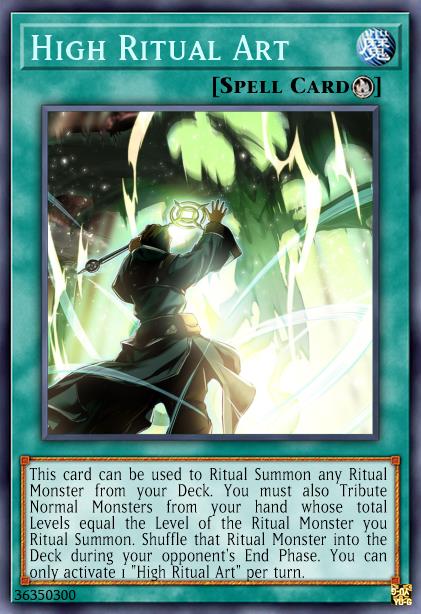 High Ritual Art
[Spell Card]
This card can be used to Ritual Summon any Ritual
Monster from your Deck. You must also Tribute
Normal Monsters from your hand whose total
Levels equal the Level of the Ritual Monster you
Ritual Summon. Shuffle that Ritual Monster into the
Deck during your opponent's End Phase. You can
only activate 1 "High Ritual Art" per turn.
36350300